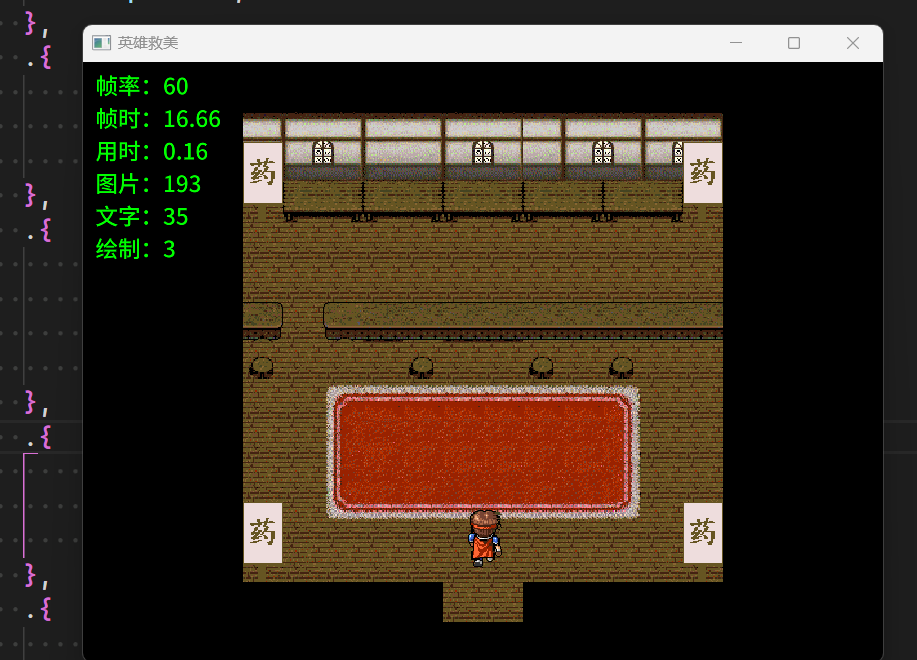 },
.{
},
.{
},
.{
},
.{
英雄救美
帧率：60
帧时：16.66
用时：0.16
图片：193
文字：35
绘制：3
药
药
药
药